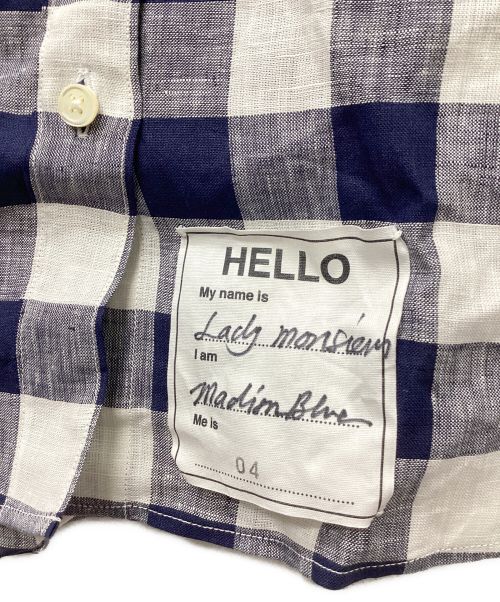 HELLO
My name is
Lady monsieur
I am
Madison Blue
Me is
04